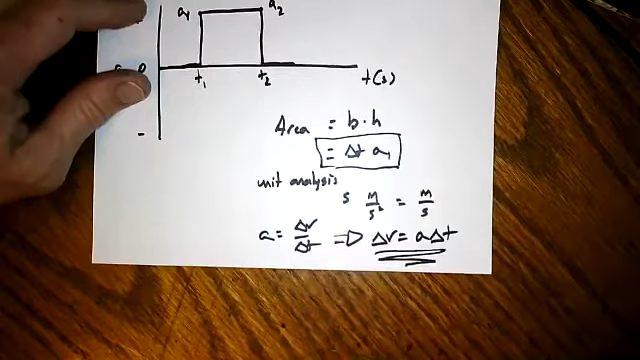 a₁ a₂
0
t₁ t₂ t(s)
-
Area = b·h
= Δt a₁
unit analysis
s m/s² = m/s
a = Δv/Δt ⇒ Δv = aΔt